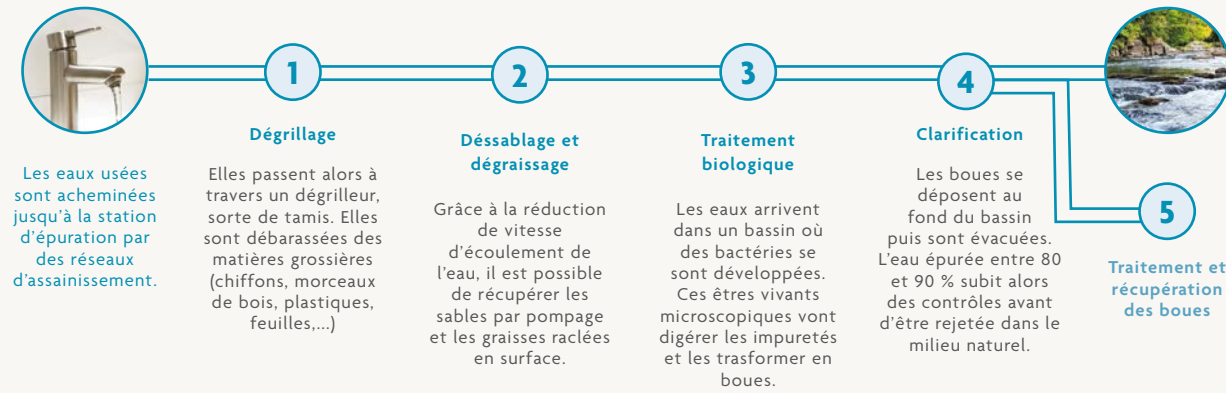 Les eaux usées
sont acheminées
jusqu'à la station
d'épuration par
des réseaux
d'assainissement.
1
Dégrillage
Elles passent alors à
travers un dégrilleur,
sorte de tamis. Elles
sont débarassées des
matières grossières
(chiffons, morceaux
de bois, plastiques,
feuilles,...)
2
Déssablage et
dégraissage
Grâce à la réduction
de vitesse
d'écoulement de
l'eau, il est possible
de récupérer les
sables par pompage
et les graisses raclées
en surface.
3
Traitement
biologique
Les eaux arrivent
dans un bassin où
des bactéries se
sont développées.
Ces êtres vivants
microscopiques vont
digérer les impuretés
et les trasformer en
boues.
4
Clarification
Les boues se
déposent au
fond du bassin
puis sont évacuées.
L'eau épurée entre 80
et 90 % subit alors
des contrôles avant
d'être rejetée dans le
milieu naturel.
5
Traitement et
récupération
des boues